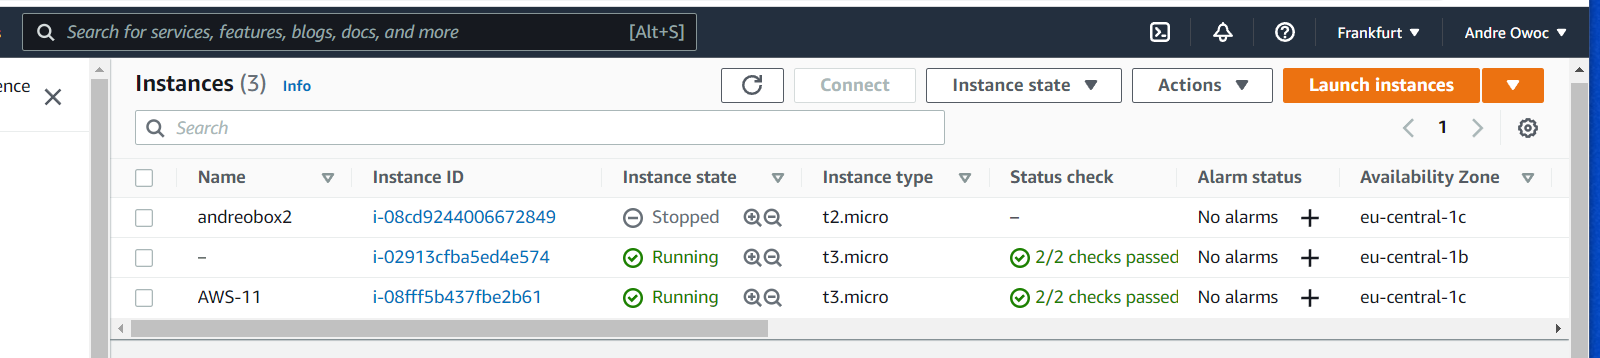 Search for services, features, blogs, docs, and more [Alt+S] Frankfurt Andre Owoc
ence
Instances (3) Info Connect Instance state Actions Launch instances
Search 1
Name Instance ID Instance state Instance type Status check Alarm status Availability Zone
andreobox2 i-08cd9244006672849 Stopped t2.micro – No alarms + eu-central-1c
– i-02913cfba5ed4e574 Running t3.micro 2/2 checks passed No alarms + eu-central-1b
AWS-11 i-08fff5b437fbe2b61 Running t3.micro 2/2 checks passed No alarms + eu-central-1c